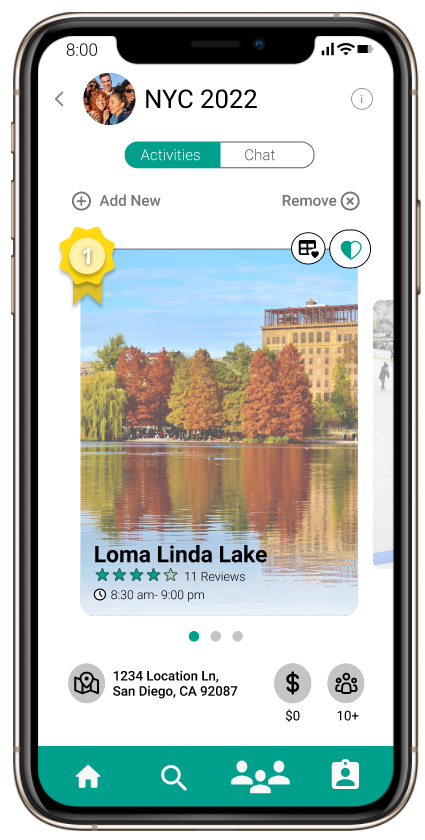 8:00
NYC 2022
i
Activities
Chat
Add New
Remove
1
Loma Linda Lake
11 Reviews
8:30 am- 9:00 pm
1234 Location Ln,
San Diego, CA 92087
$
$0
10+